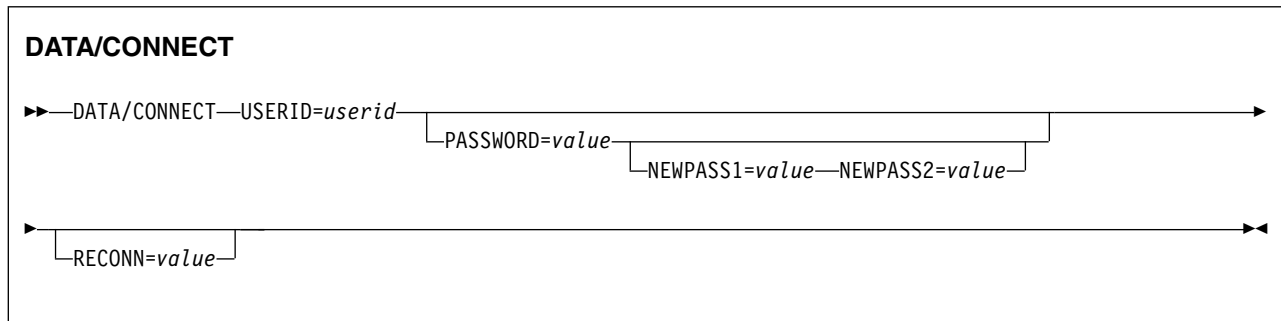 DATA/CONNECT
DATA/CONNECT USERID=userid
PASSWORD=value
NEWPASS1=value NEWPASS2=value
RECONN=value